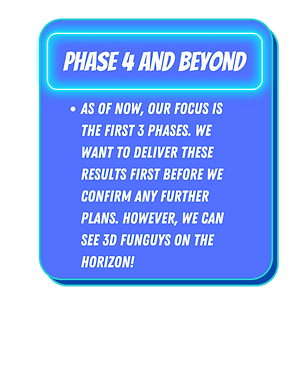 PHASE 4 AND BEYOND
• AS OF NOW, OUR FOCUS IS
THE FIRST 3 PHASES. WE
WANT TO DELIVER THESE
RESULTS FIRST BEFORE WE
CONFIRM ANY FURTHER
PLANS. HOWEVER, WE CAN
SEE 3D FUNGUYS ON THE
HORIZON!